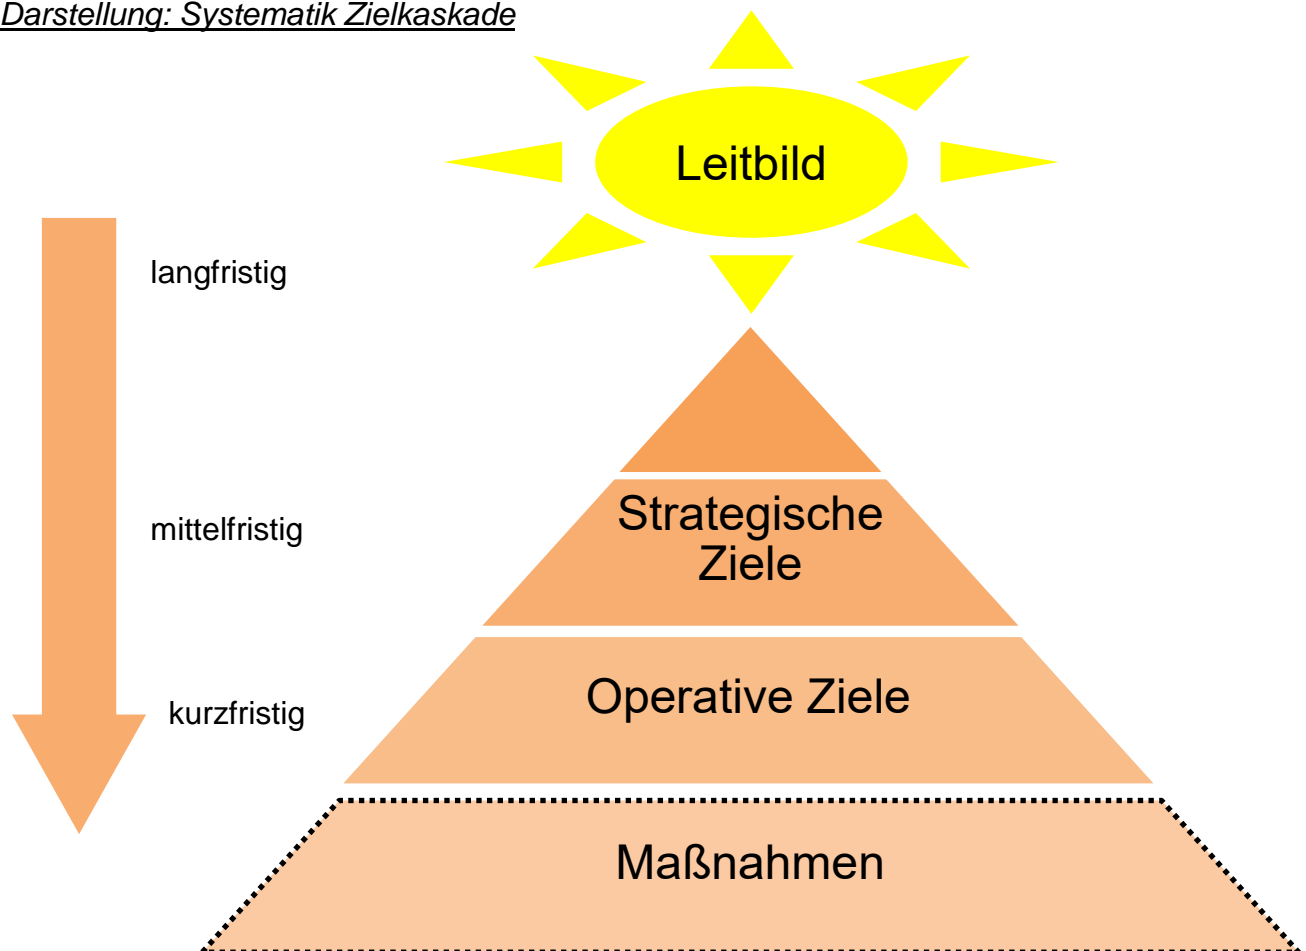 Darstellung: Systematik Zielkaskade
Leitbild
langfristig
Strategische
Ziele
mittelfristig
Operative Ziele
kurzfristig
Maßnahmen